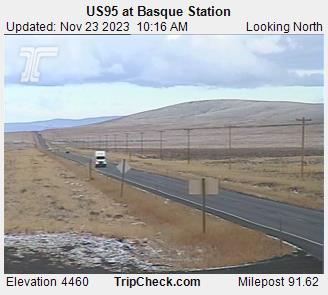 US95 at Basque Station
Updated: Nov 23 2023 10:16 AM Looking North
Elevation 4460 TripCheck.com Milepost 91.62